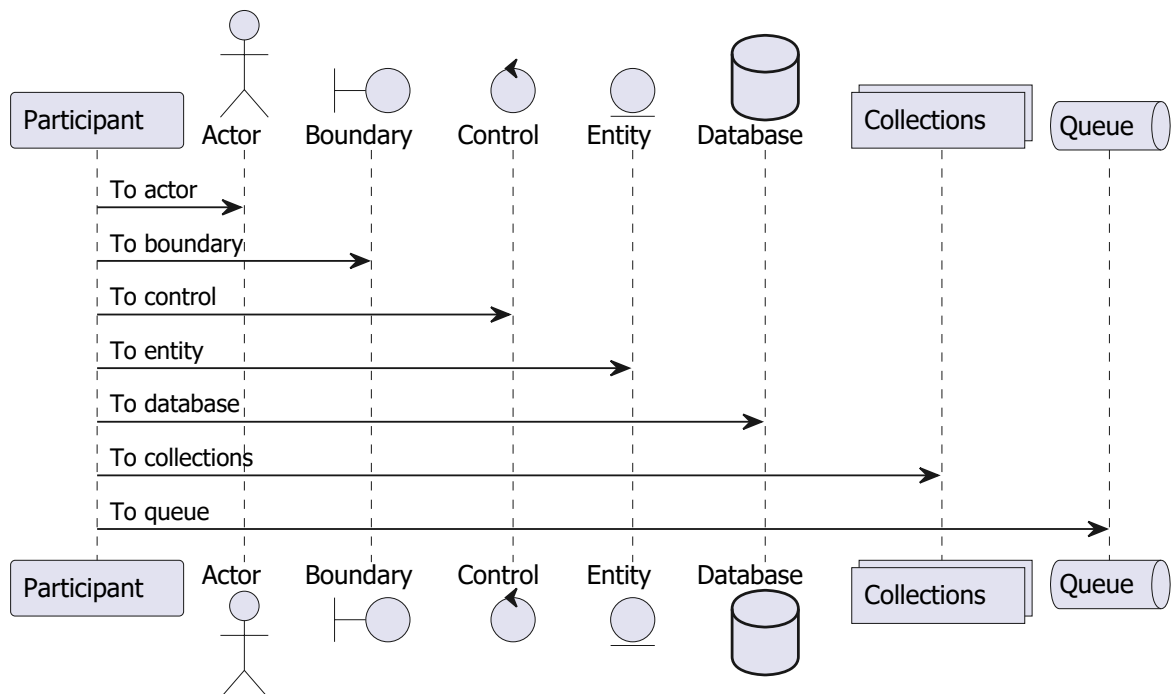 Participant
Actor
Boundary
Control
Entity
Database
Collections
Queue
To actor
To boundary
To control
To entity
To database
To collections
To queue
Participant
Actor
Boundary
Control
Entity
Database
Collections
Queue